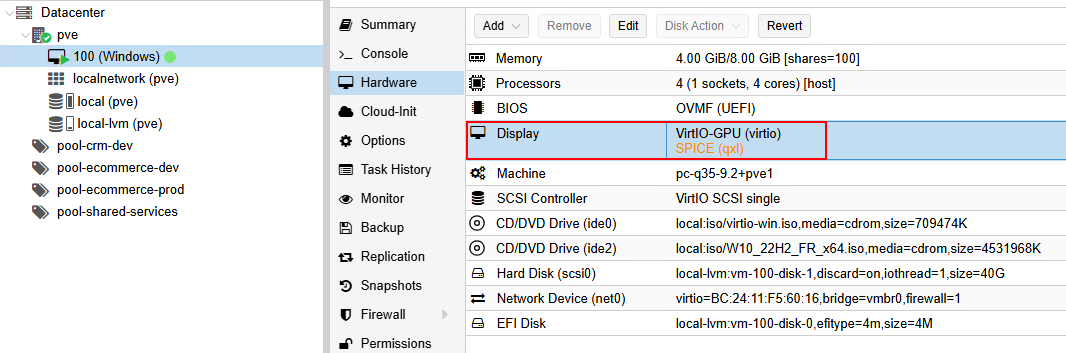 Datacenter
pve
100 (Windows)
localnetwork (pve)
local (pve)
local-lvm (pve)
pool-crm-dev
pool-ecommerce-dev
pool-ecommerce-prod
pool-shared-services
Summary
Console
Hardware
Cloud-Init
Options
Task History
Monitor
Backup
Replication
Snapshots
Firewall
Permissions
Add Remove Edit Disk Action Revert
Memory 4.00 GiB/8.00 GiB [shares=100]
Processors 4 (1 sockets, 4 cores) [host]
BIOS OVMF (UEFI)
Display VirtIO-GPU (virtio)
SPICE (qxl)
Machine pc-q35-9.2+pve1
SCSI Controller VirtIO SCSI single
CD/DVD Drive (ide0) local:iso/virtio-win.iso,media=cdrom,size=709474K
CD/DVD Drive (ide2) local:iso/W10_22H2_FR_x64.iso,media=cdrom,size=4531968K
Hard Disk (scsi0) local-lvm:vm-100-disk-1,discard=on,iothread=1,size=40G
Network Device (net0) virtio=BC:24:11:F5:60:16,bridge=vmbr0,firewall=1
EFI Disk local-lvm:vm-100-disk-0,efitype=4m,size=4M